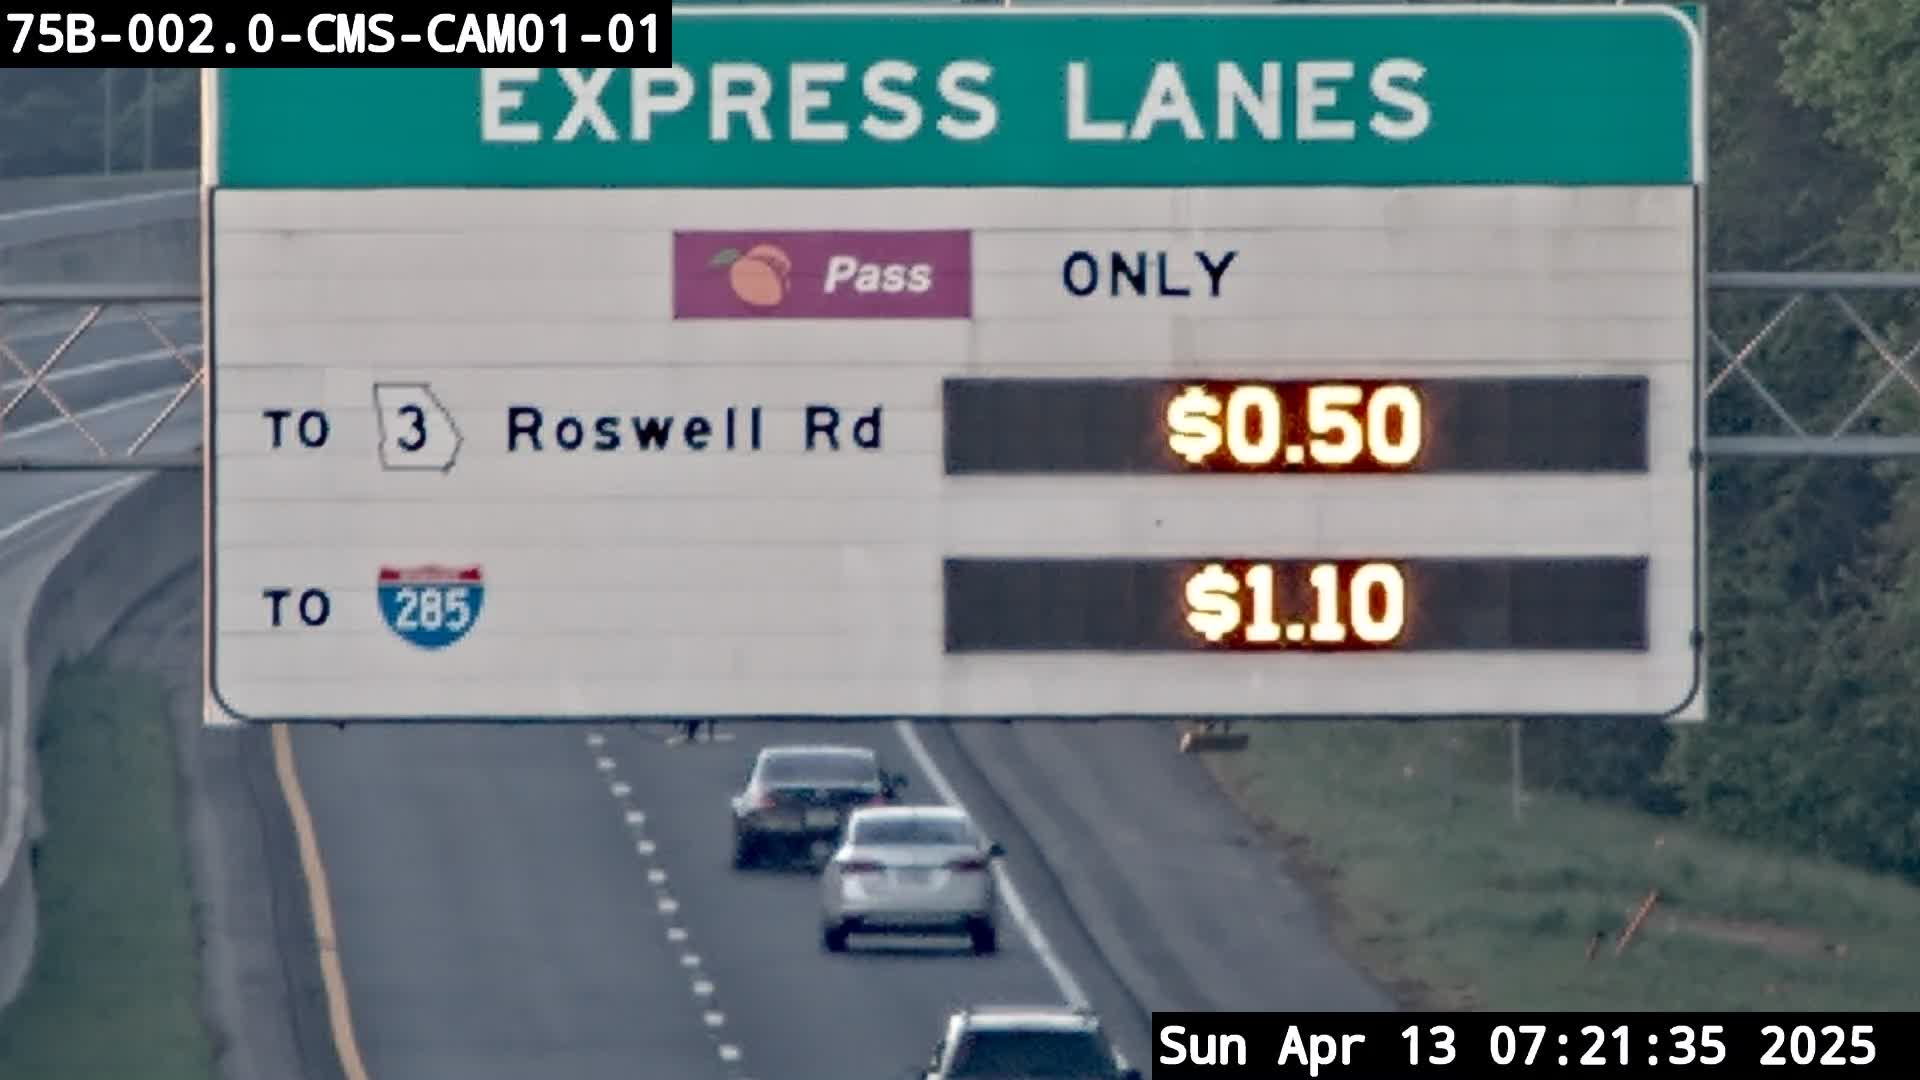 75B-002.0-CMS-CAM01-01
EXPRESS LANES
Pass ONLY
TO 3 Roswell Rd $0.50
TO 285 $1.10
Sun Apr 13 07:21:35 2025